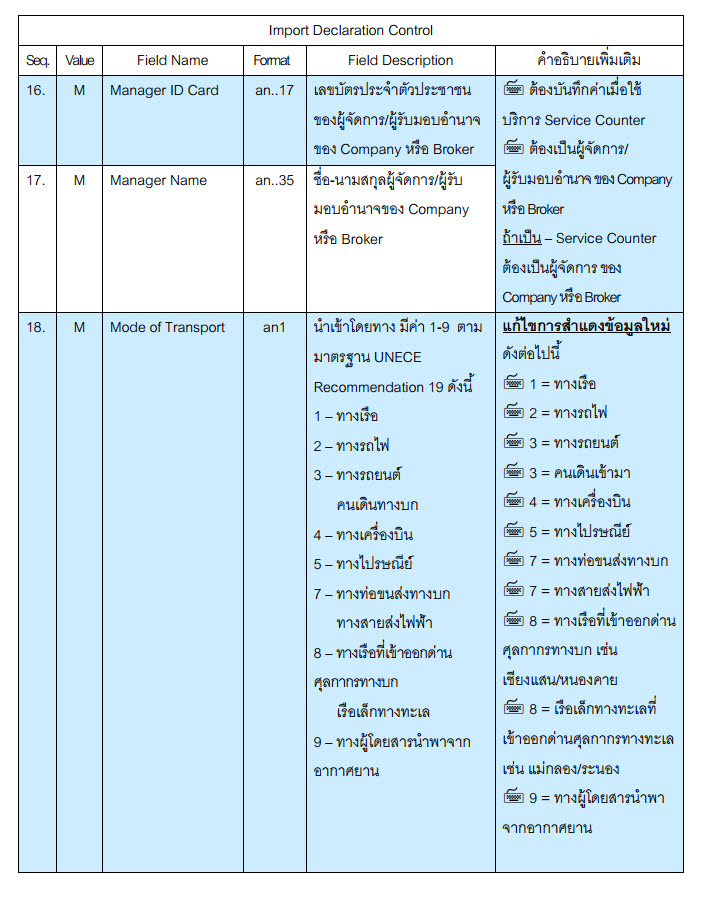 Import Declaration Control
Seq. Value Field Name Format Field Description คำอธิบายเพิ่มเติม
16. M Manager ID Card an..17 เลขบัตรประจำตัวประชาชน
ของผู้จัดการ/ผู้รับมอบอำนาจ
ของ Company หรือ Broker
ต้องบันทึกค่าเมื่อใช้
บริการ Service Counter
ต้องเป็นผู้จัดการ/
ผู้รับมอบอำนาจ ของ Company
หรือ Broker
ถ้าเป็น – Service Counter
ต้องเป็นผู้จัดการ ของ
Company หรือ Broker
17. M Manager Name an..35 ชื่อ-นามสกุลผู้จัดการ/ผู้รับ
มอบอำนาจของ Company
หรือ Broker
18. M Mode of Transport an1 นำเข้าโดยทาง มีค่า 1-9 ตาม
มาตรฐาน UNECE
Recommendation 19 ดังนี้
1 – ทางเรือ
2 – ทางรถไฟ
3 – ทางรถยนต์
คนเดินทางบก
4 – ทางเครื่องบิน
5 – ทางไปรษณีย์
7 – ทางท่อขนส่งทางบก
ทางสายส่งไฟฟ้า
8 – ทางเรือที่เข้าออกด่าน
ศุลกากรทางบก
เรือเล็กทางทะเล
9 – ทางผู้โดยสารนำพาจาก
อากาศยาน
แก้ไขการสำแดงข้อมูลใหม่
ดังต่อไปนี้
1 = ทางเรือ
2 = ทางรถไฟ
3 = ทางรถยนต์
3 = คนเดินเข้ามา
4 = ทางเครื่องบิน
5 = ทางไปรษณีย์
7 = ทางท่อขนส่งทางบก
7 = ทางสายส่งไฟฟ้า
8 = ทางเรือที่เข้าออกด่าน
ศุลกากรทางบก เช่น
เชียงแสน/หนองคาย
8 = เรือเล็กทางทะเลที่
เข้าออกด่านศุลกากรทางทะเล
เช่น แม่กลอง/ระนอง
9 = ทางผู้โดยสารนำพา
จากอากาศยาน